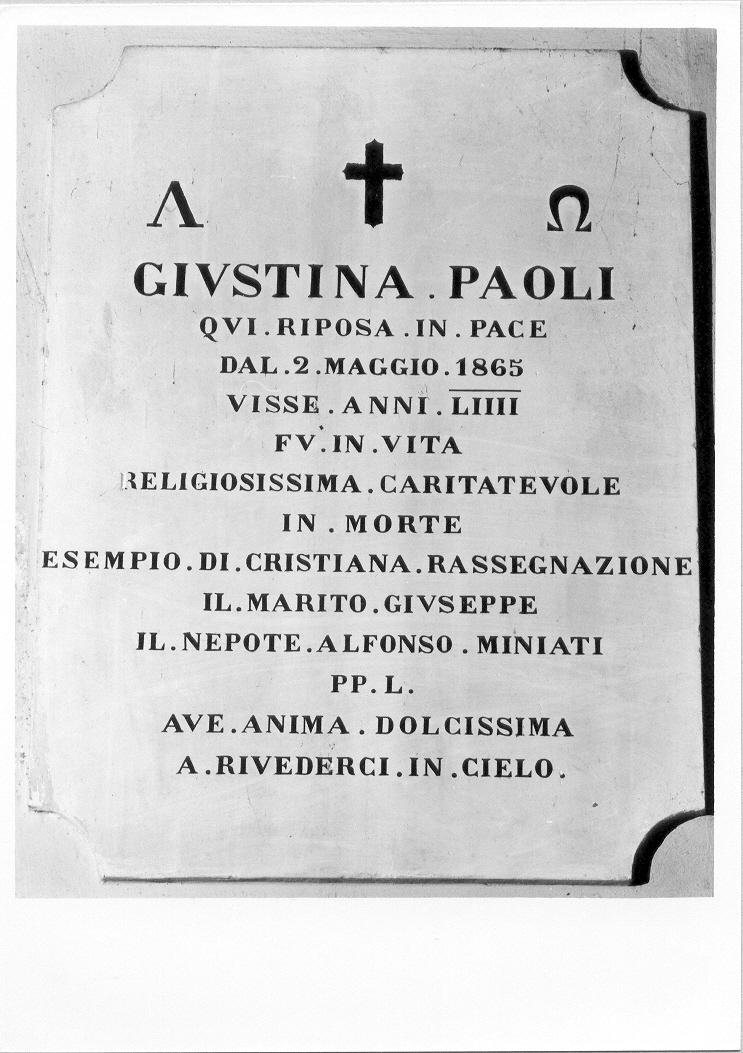 Λ Ω
GIVSTINA . PAOLI
QVI . RIPOSA . IN . PACE
DAL . 2 . MAGGIO . 1865
VISSE . ANNI . L̅I̅I̅I̅I̅
FV̀ . IN . VITA
RELIGIOSISSIMA . CARITATEVOLE
IN . MORTE
ESEMPIO . DI . CRISTIANA . RASSEGNAZIONE
IL . MARITO . GIVSEPPE
IL . NEPOTE . ALFONSO . MINIATI
PP . L .
AVE . ANIMA . DOLCISSIMA
A . RIVEDERCI . IN . CIELO .